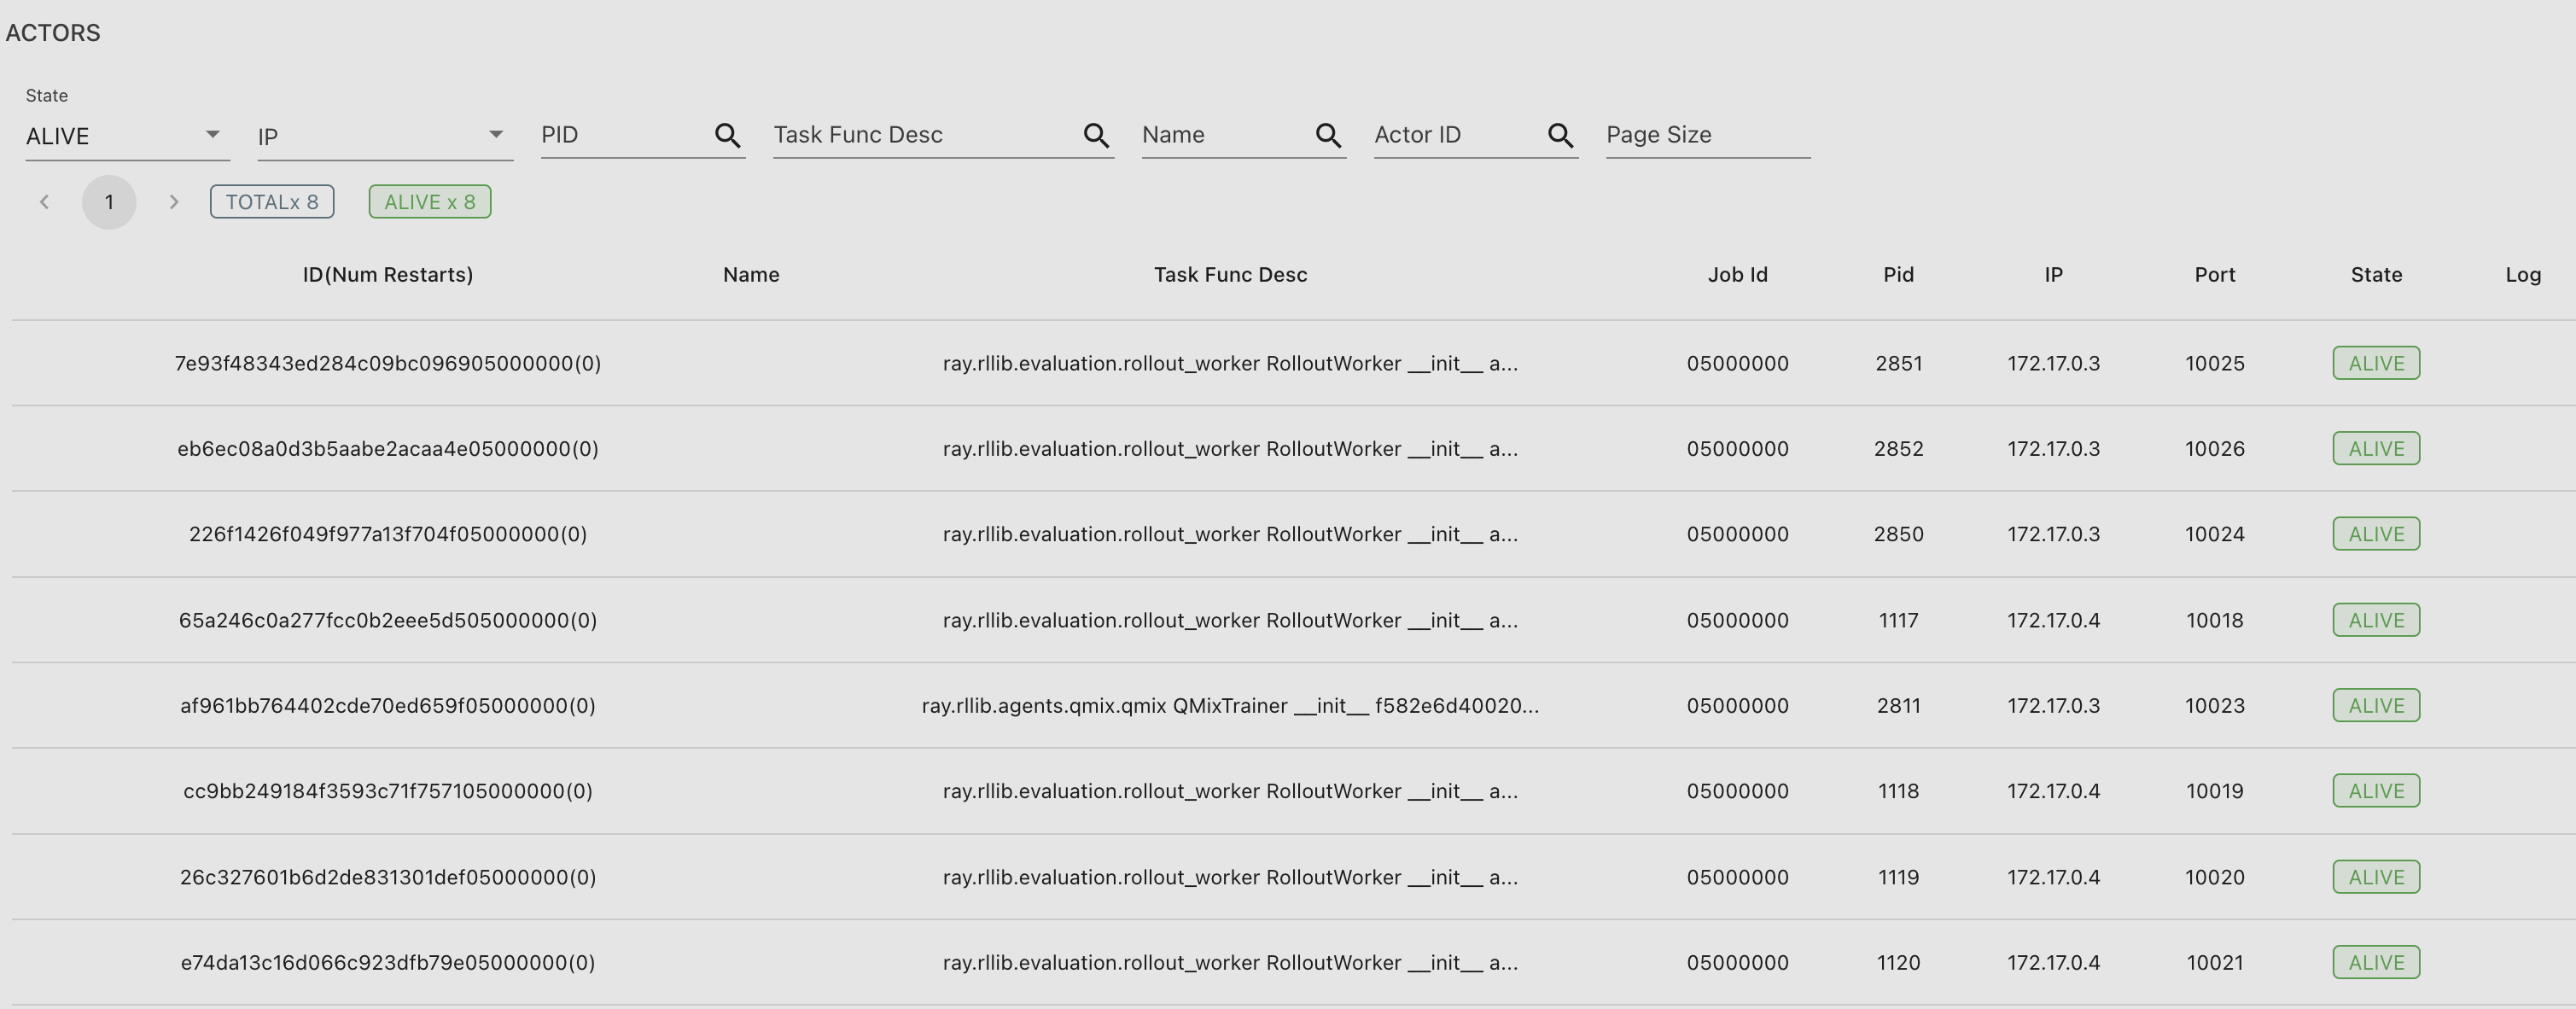 ACTORS
State
ALIVE IP PID Task Func Desc Name Actor ID Page Size
1 TOTALx 8 ALIVE x 8
ID(Num Restarts) Name Task Func Desc Job Id Pid IP Port State Log
7e93f48343ed284c09bc096905000000(0) ray.rllib.evaluation.rollout_worker RolloutWorker __init__ a... 05000000 2851 172.17.0.3 10025 ALIVE
eb6ec08a0d3b5aabe2acaa4e05000000(0) ray.rllib.evaluation.rollout_worker RolloutWorker __init__ a... 05000000 2852 172.17.0.3 10026 ALIVE
226f1426f049f977a13f704f05000000(0) ray.rllib.evaluation.rollout_worker RolloutWorker __init__ a... 05000000 2850 172.17.0.3 10024 ALIVE
65a246c0a277fcc0b2eee5d505000000(0) ray.rllib.evaluation.rollout_worker RolloutWorker __init__ a... 05000000 1117 172.17.0.4 10018 ALIVE
af961bb764402cde70ed659f05000000(0) ray.rllib.agents.qmix.qmix QMixTrainer __init__ f582e6d40020... 05000000 2811 172.17.0.3 10023 ALIVE
cc9bb249184f3593c71f757105000000(0) ray.rllib.evaluation.rollout_worker RolloutWorker __init__ a... 05000000 1118 172.17.0.4 10019 ALIVE
26c327601b6d2de831301def05000000(0) ray.rllib.evaluation.rollout_worker RolloutWorker __init__ a... 05000000 1119 172.17.0.4 10020 ALIVE
e74da13c16d066c923dfb79e05000000(0) ray.rllib.evaluation.rollout_worker RolloutWorker __init__ a... 05000000 1120 172.17.0.4 10021 ALIVE